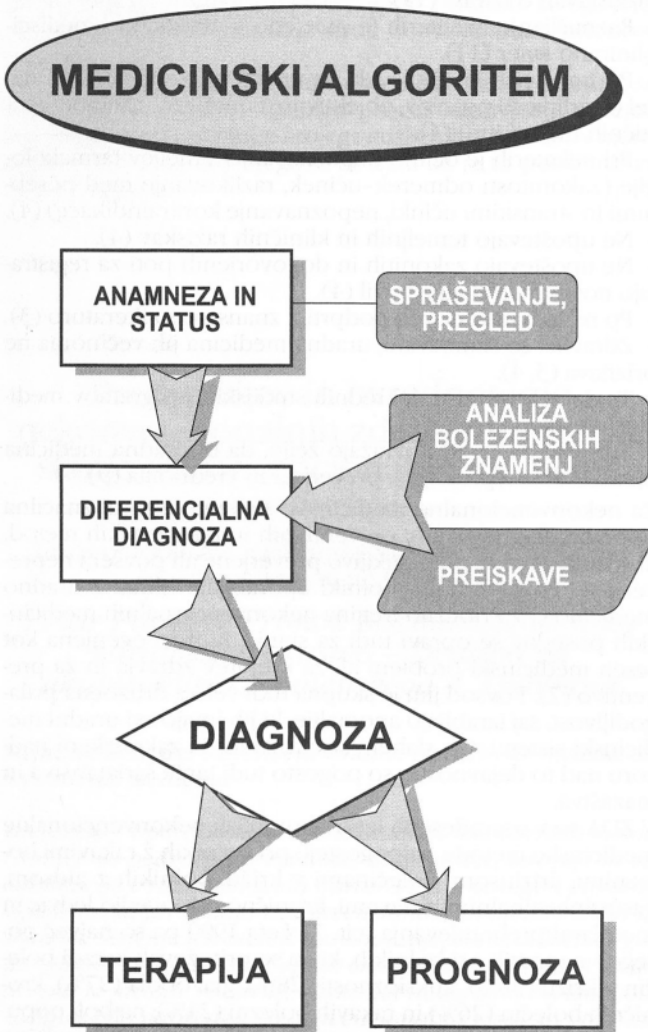 MEDICINSKI ALGORITEM
ANAMNEZA IN
STATUS
SPRAŠEVANJE,
PREGLED
ANALIZA
BOLEZENSKIH
ZNAMENJ
DIFERENCIALNA
DIAGNOZA
PREISKAVE
DIAGNOZA
TERAPIJA
PROGNOZA